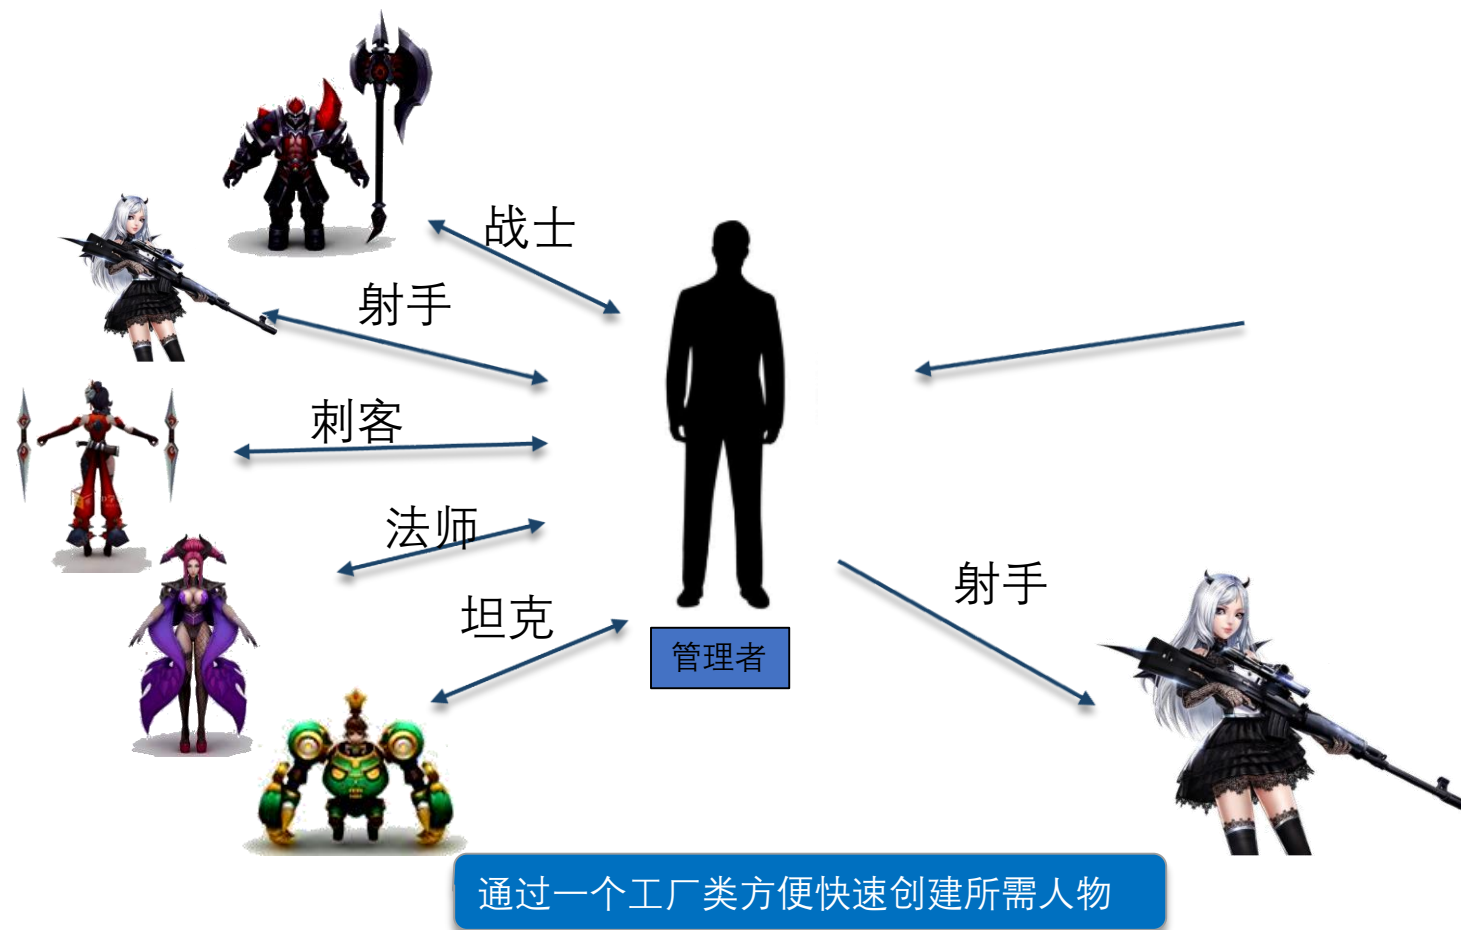 战士
射手
刺客
法师
坦克
管理者
射手
通过一个工厂类方便快速创建所需人物